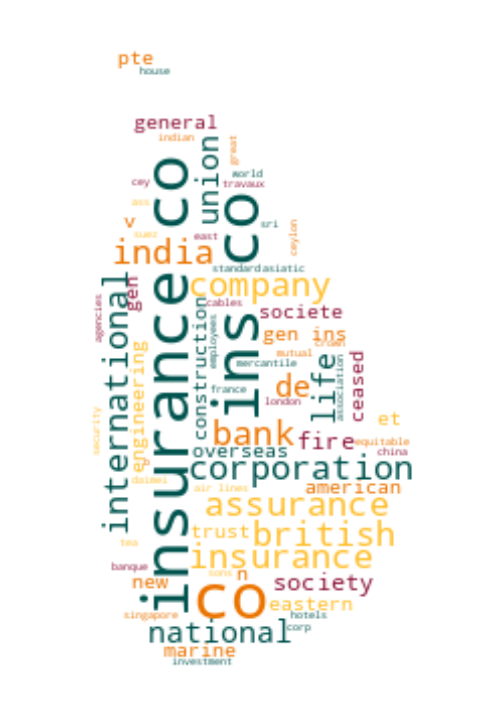 pte
house
general
indian
union
great
insurance co
world
cey
travaux
ass
v
sri
ceylon
suez
east
india
ins co
standard
asiatic
international
gen
company
agencies
cables
societe
construction
employees
gen ins
crown
engineering
mutual
mercantile
life
association
ceased
france
de
london
security
bank
et
fire
equitable
overseas
china
corporation
daimei
air lines
american
assurance
trust
british
tea
insurance
banque
sons
n
new
society
co
eastern
singapore
hotels
national
corp
marine
investment